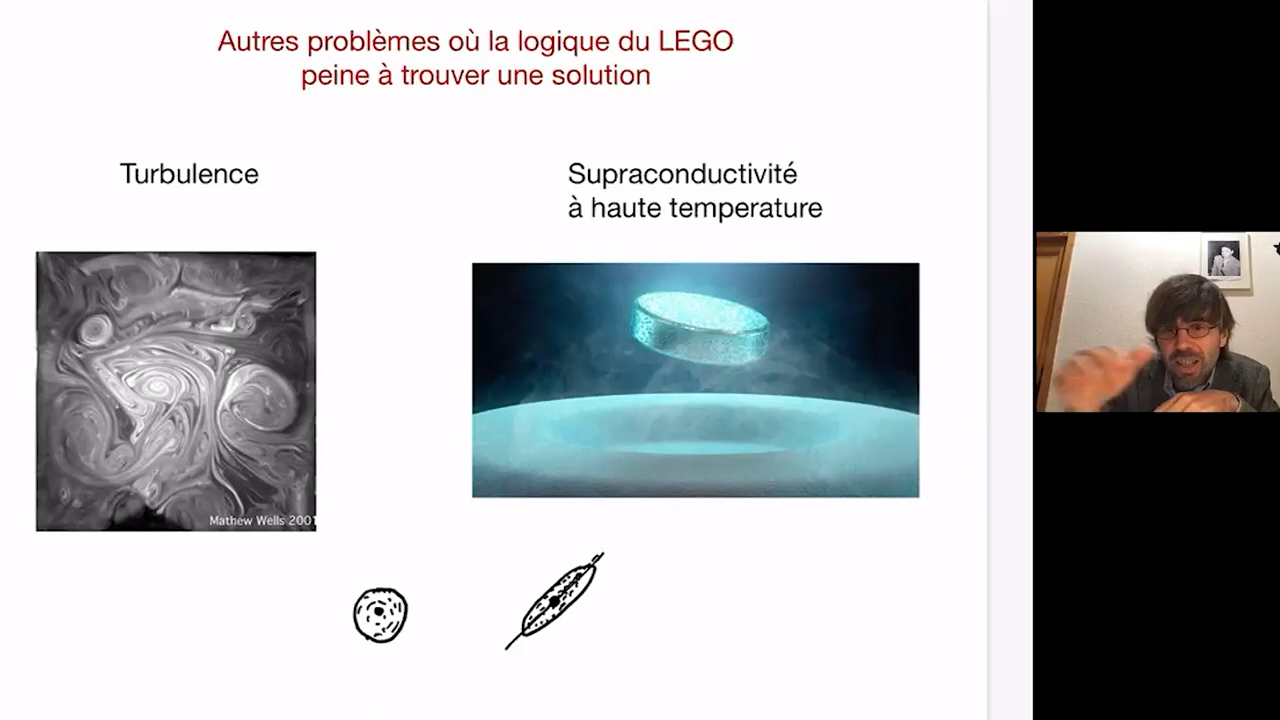 Autres problèmes où la logique du LEGO
peine à trouver une solution
Turbulence
Supraconductivité
à haute temperature
Mathew Wells 2001